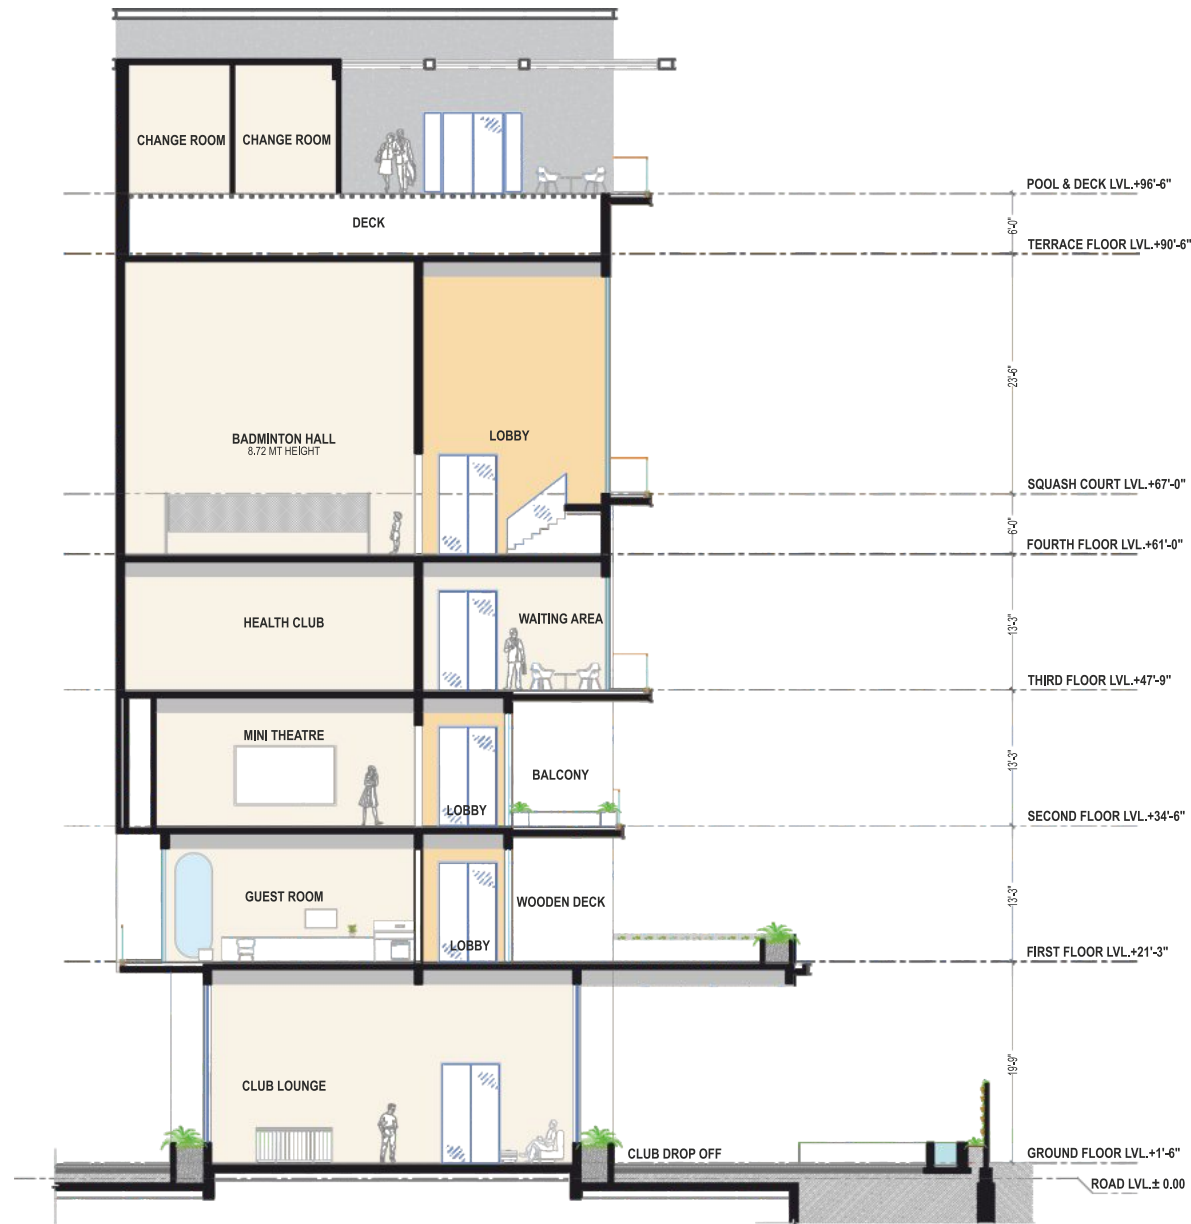 CHANGE ROOM
CHANGE ROOM
POOL & DECK LVL.+96'-6"
DECK
6'-0"
TERRACE FLOOR LVL.+90'-6"
23'-6"
BADMINTON HALL
8.72 MT HEIGHT
LOBBY
SQUASH COURT LVL.+67'-0"
6'-0"
FOURTH FLOOR LVL.+61'-0"
HEALTH CLUB
WAITING AREA
13'-3"
THIRD FLOOR LVL.+47'-9"
MINI THEATRE
BALCONY
13'-3"
LOBBY
SECOND FLOOR LVL.+34'-6"
GUEST ROOM
WOODEN DECK
13'-3"
LOBBY
FIRST FLOOR LVL.+21'-3"
19'-9"
CLUB LOUNGE
CLUB DROP OFF
GROUND FLOOR LVL.+1'-6"
ROAD LVL.± 0.00